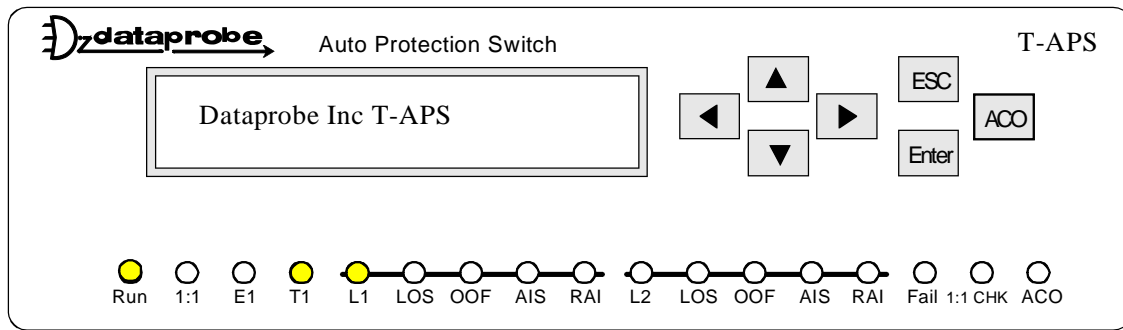 dataprobe
Auto Protection Switch
T-APS
Dataprobe Inc T-APS
ESC
ACO
Enter
Run 1:1 E1 T1 L1 LOS OOF AIS RAI L2 LOS OOF AIS RAI Fail 1:1 CHK ACO